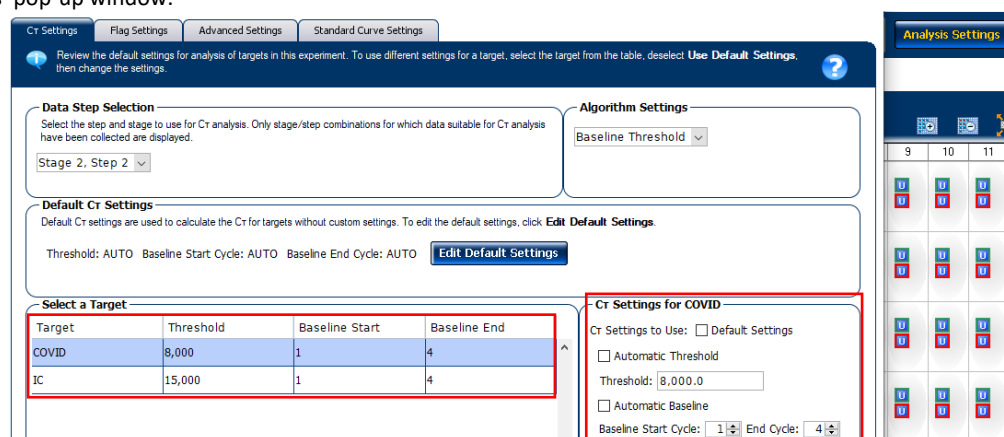 pop-up window:
CT Settings Flag Settings Advanced Settings Standard Curve Settings
Analysis Settings
Review the default settings for analysis of targets in this experiment. To use different settings for a target, select the target from the table, deselect Use Default Settings,
then change the settings.
?
Data Step Selection
Select the step and stage to use for CT analysis. Only stage/step combinations for which data suitable for CT analysis
have been collected are displayed.
Stage 2, Step 2
Algorithm Settings
Baseline Threshold
Default CT Settings
Default CT settings are used to calculate the CT for targets without custom settings. To edit the default settings, click Edit Default Settings.
Threshold: AUTO Baseline Start Cycle: AUTO Baseline End Cycle: AUTO Edit Default Settings
Select a Target
Target Threshold Baseline Start Baseline End
COVID 8,000 1 4
IC 15,000 1 4
CT Settings for COVID
CT Settings to Use: Default Settings
Automatic Threshold
Threshold: 8,000.0
Automatic Baseline
Baseline Start Cycle: 1 End Cycle: 4
9 10 11
U U U
U U U
U U U
U U U
U U U
U U U
U U U
U U U